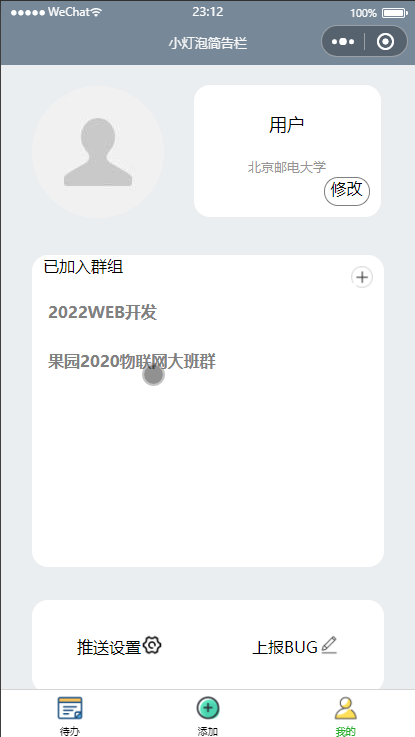 WeChat 23:12 100%
小灯泡简告栏
用户
北京邮电大学
修改
已加入群组
2022WEB开发
果园2020物联网大班群
推送设置 上报BUG
待办 添加 我的